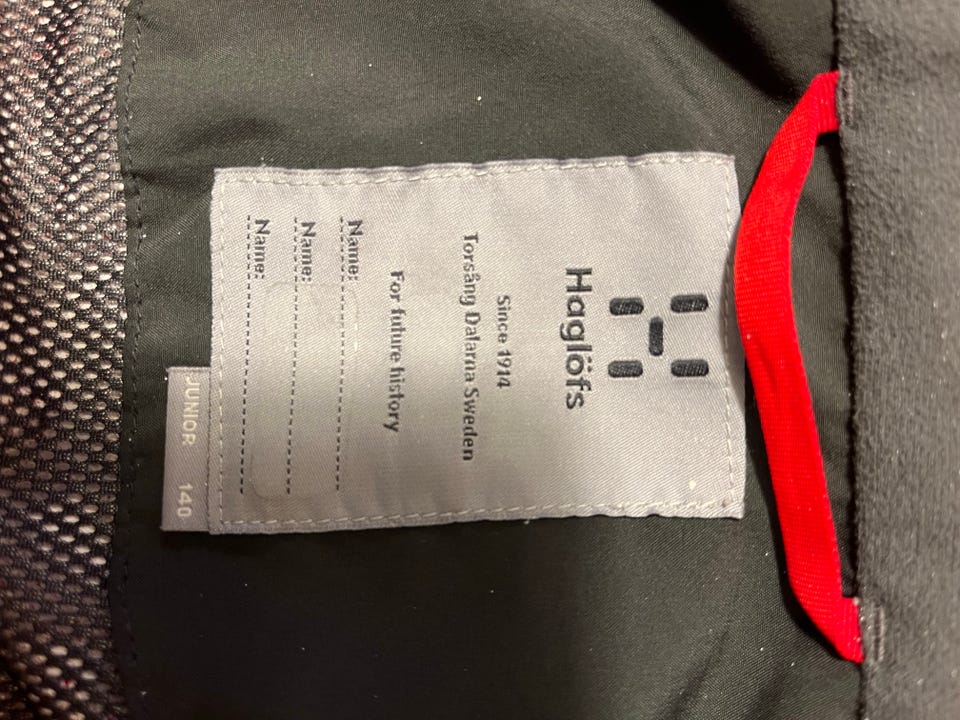 Haglöfs
Since 1914
Torsång Dalarna Sweden
For future history
Name:
Name:
Name:
JUNIOR 140